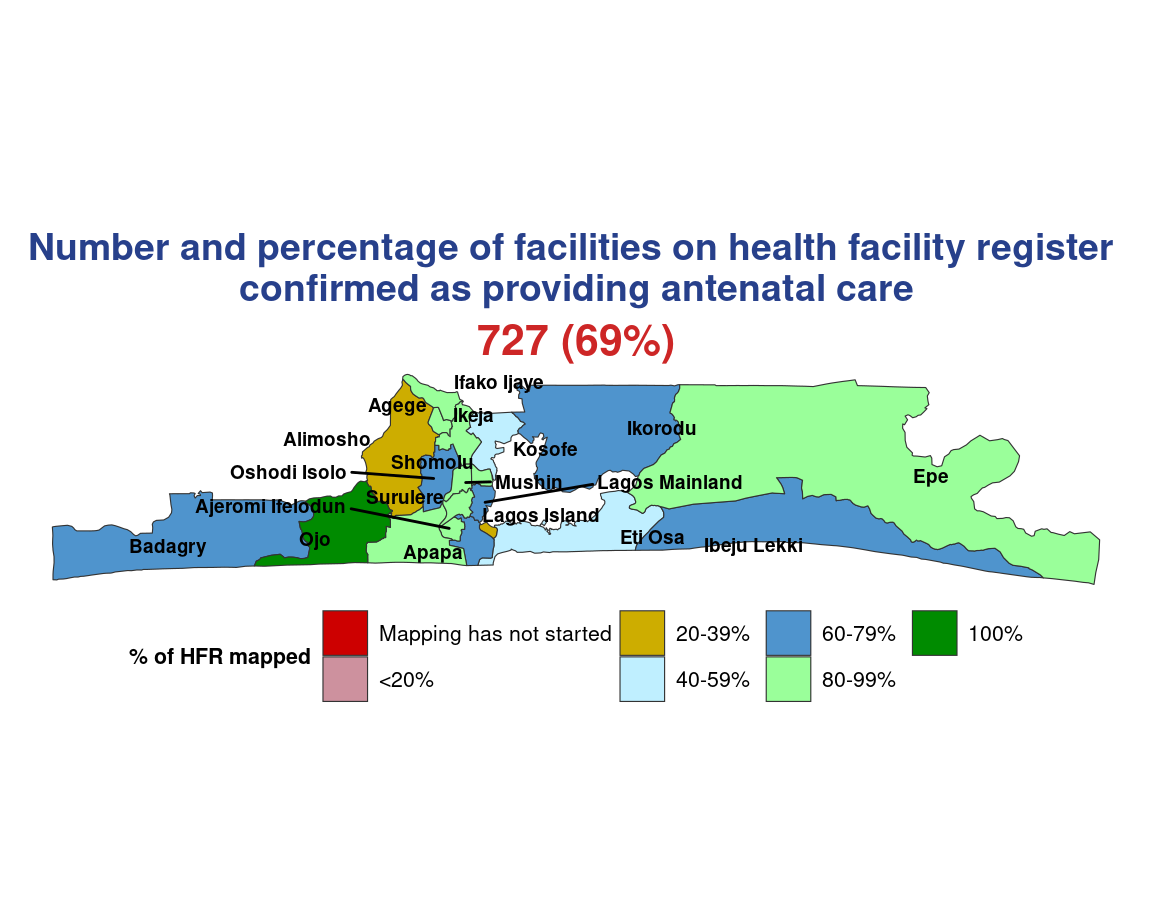 Number and percentage of facilities on health facility register
confirmed as providing antenatal care
727 (69%)
Ifako Ijaye
Agege
Ikeja
Ikorodu
Alimosho
Kosofe
Shomolu
Oshodi Isolo
Epe
Mushin
Lagos Mainland
Surulere
Ajeromi Ifelodun
Lagos Island
Eti Osa
Ojo
Ibeju Lekki
Badagry
Apapa
% of HFR mapped
Mapping has not started
<20%
20-39%
40-59%
60-79%
80-99%
100%